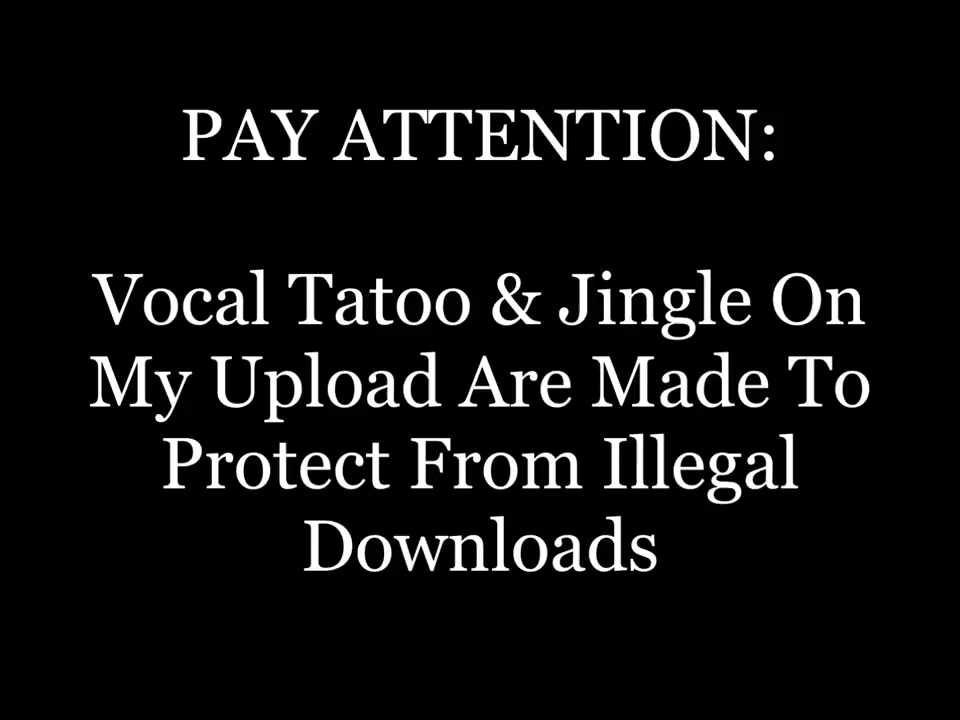 PAY ATTENTION:
Vocal Tatoo & Jingle On
My Upload Are Made To
Protect From Illegal
Downloads